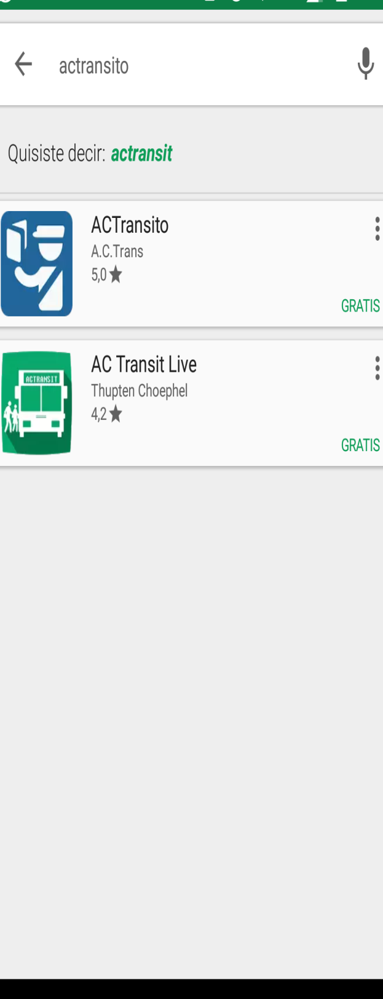 actransito
Quisiste decir: actransit
ACTransito
A.C.Trans
5,0
GRATIS
ACTRANSIT
AC Transit Live
Thupten Choephel
4,2
GRATIS